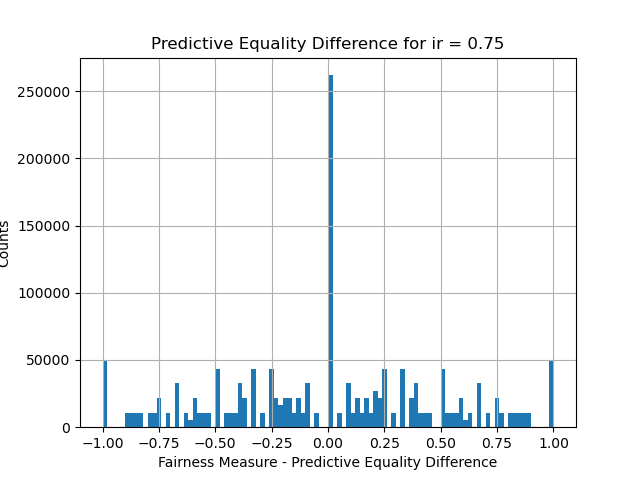 Predictive Equality Difference for ir = 0.75
Counts
250000
200000
150000
100000
50000
0
−1.00 −0.75 −0.50 −0.25 0.00 0.25 0.50 0.75 1.00
Fairness Measure - Predictive Equality Difference